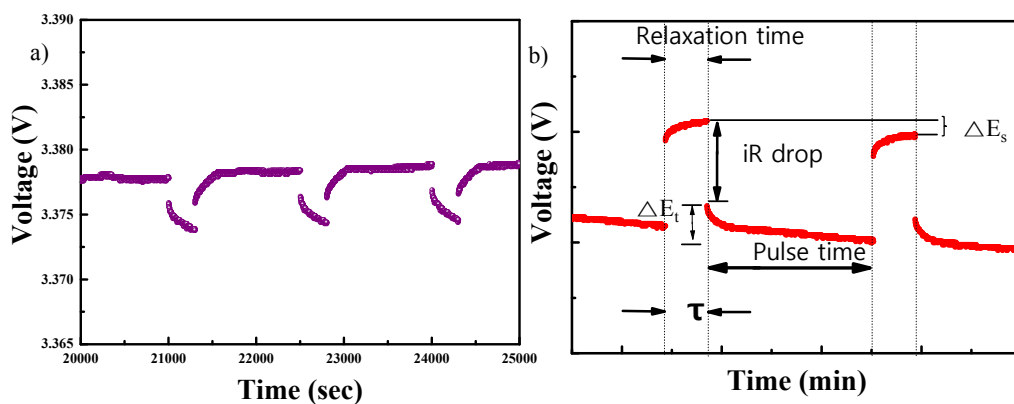 a)
Voltage (V)
3.390
3.385
3.380
3.375
3.370
3.365
20000 21000 22000 23000 24000 25000
Time (sec)
b)
Voltage (V)
Relaxation time
△Es
iR drop
△Et
Pulse time
τ
Time (min)